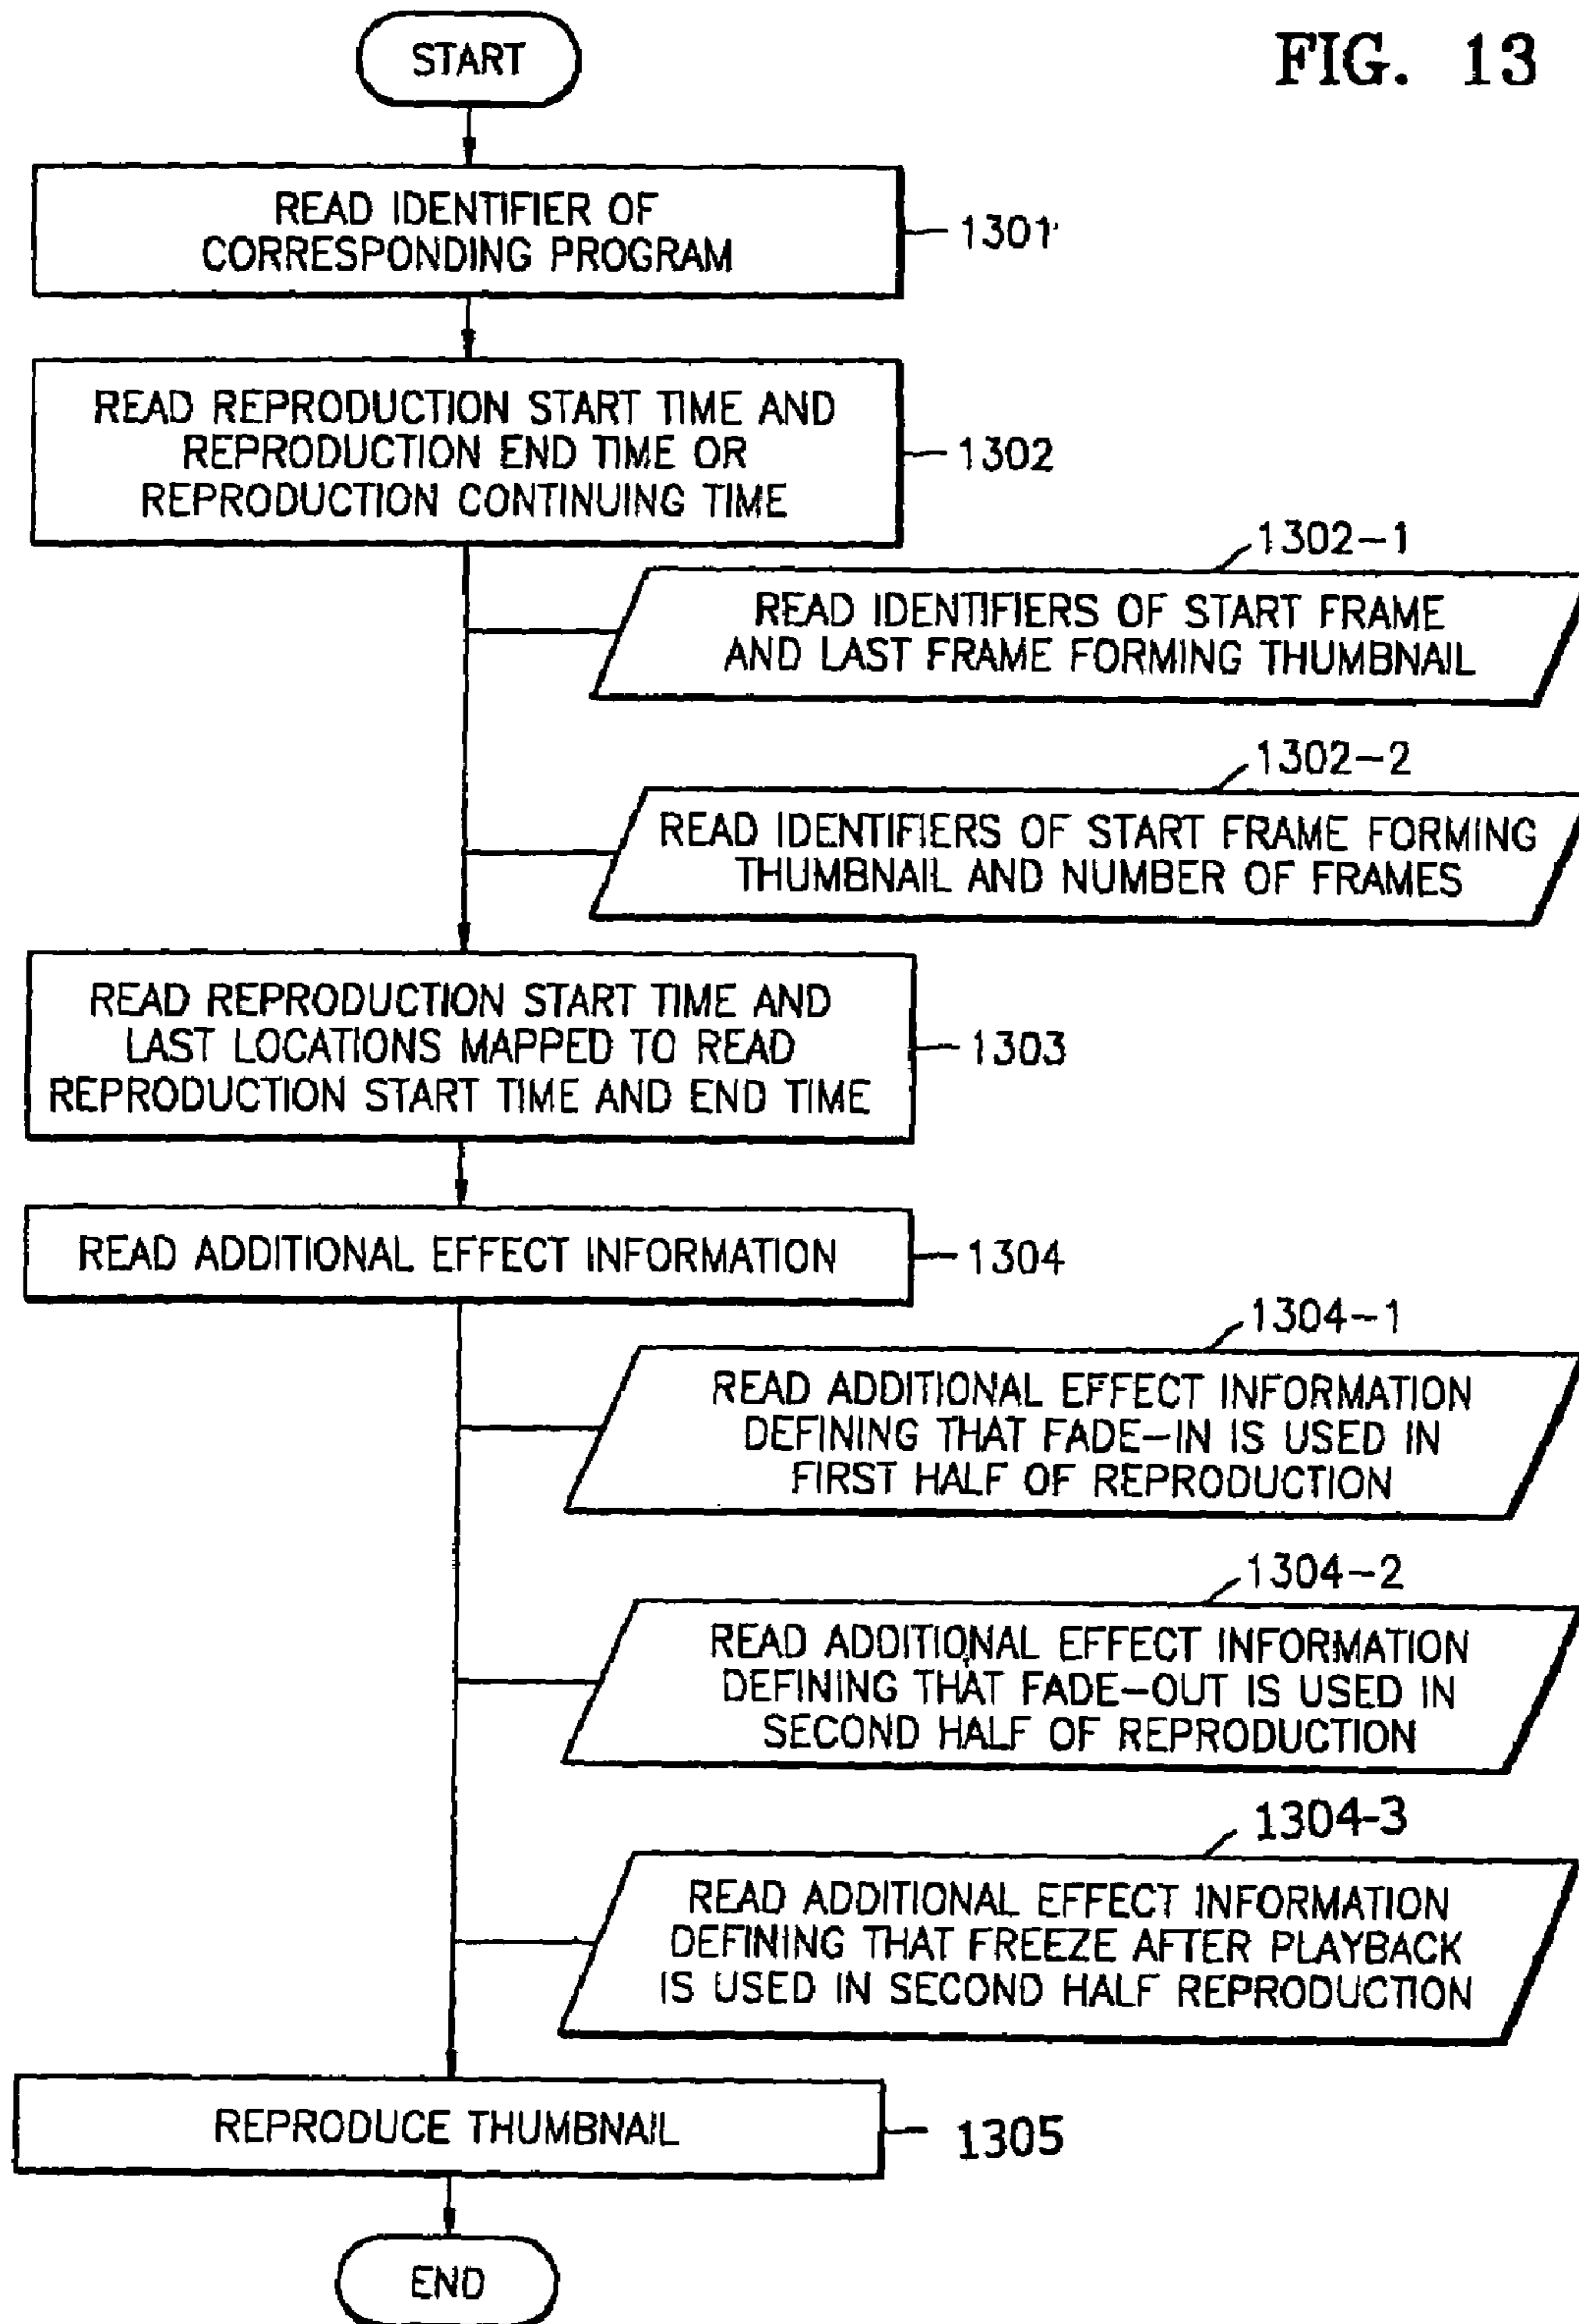 FIG. 13
START
READ IDENTIFIER OF
CORRESPONDING PROGRAM
1301
READ REPRODUCTION START TIME AND
REPRODUCTION END TIME OR
REPRODUCTION CONTINUING TIME
1302
1302-1
READ IDENTIFIERS OF START FRAME
AND LAST FRAME FORMING THUMBNAIL
1302-2
READ IDENTIFIERS OF START FRAME FORMING
THUMBNAIL AND NUMBER OF FRAMES
READ REPRODUCTION START TIME AND
LAST LOCATIONS MAPPED TO READ
REPRODUCTION START TIME AND END TIME
1303
READ ADDITIONAL EFFECT INFORMATION
1304
1304-1
READ ADDITIONAL EFFECT INFORMATION
DEFINING THAT FADE-IN IS USED IN
FIRST HALF OF REPRODUCTION
1304-2
READ ADDITIONAL EFFECT INFORMATION
DEFINING THAT FADE-OUT IS USED IN
SECOND HALF OF REPRODUCTION
1304-3
READ ADDITIONAL EFFECT INFORMATION
DEFINING THAT FREEZE AFTER PLAYBACK
IS USED IN SECOND HALF REPRODUCTION
REPRODUCE THUMBNAIL
1305
END